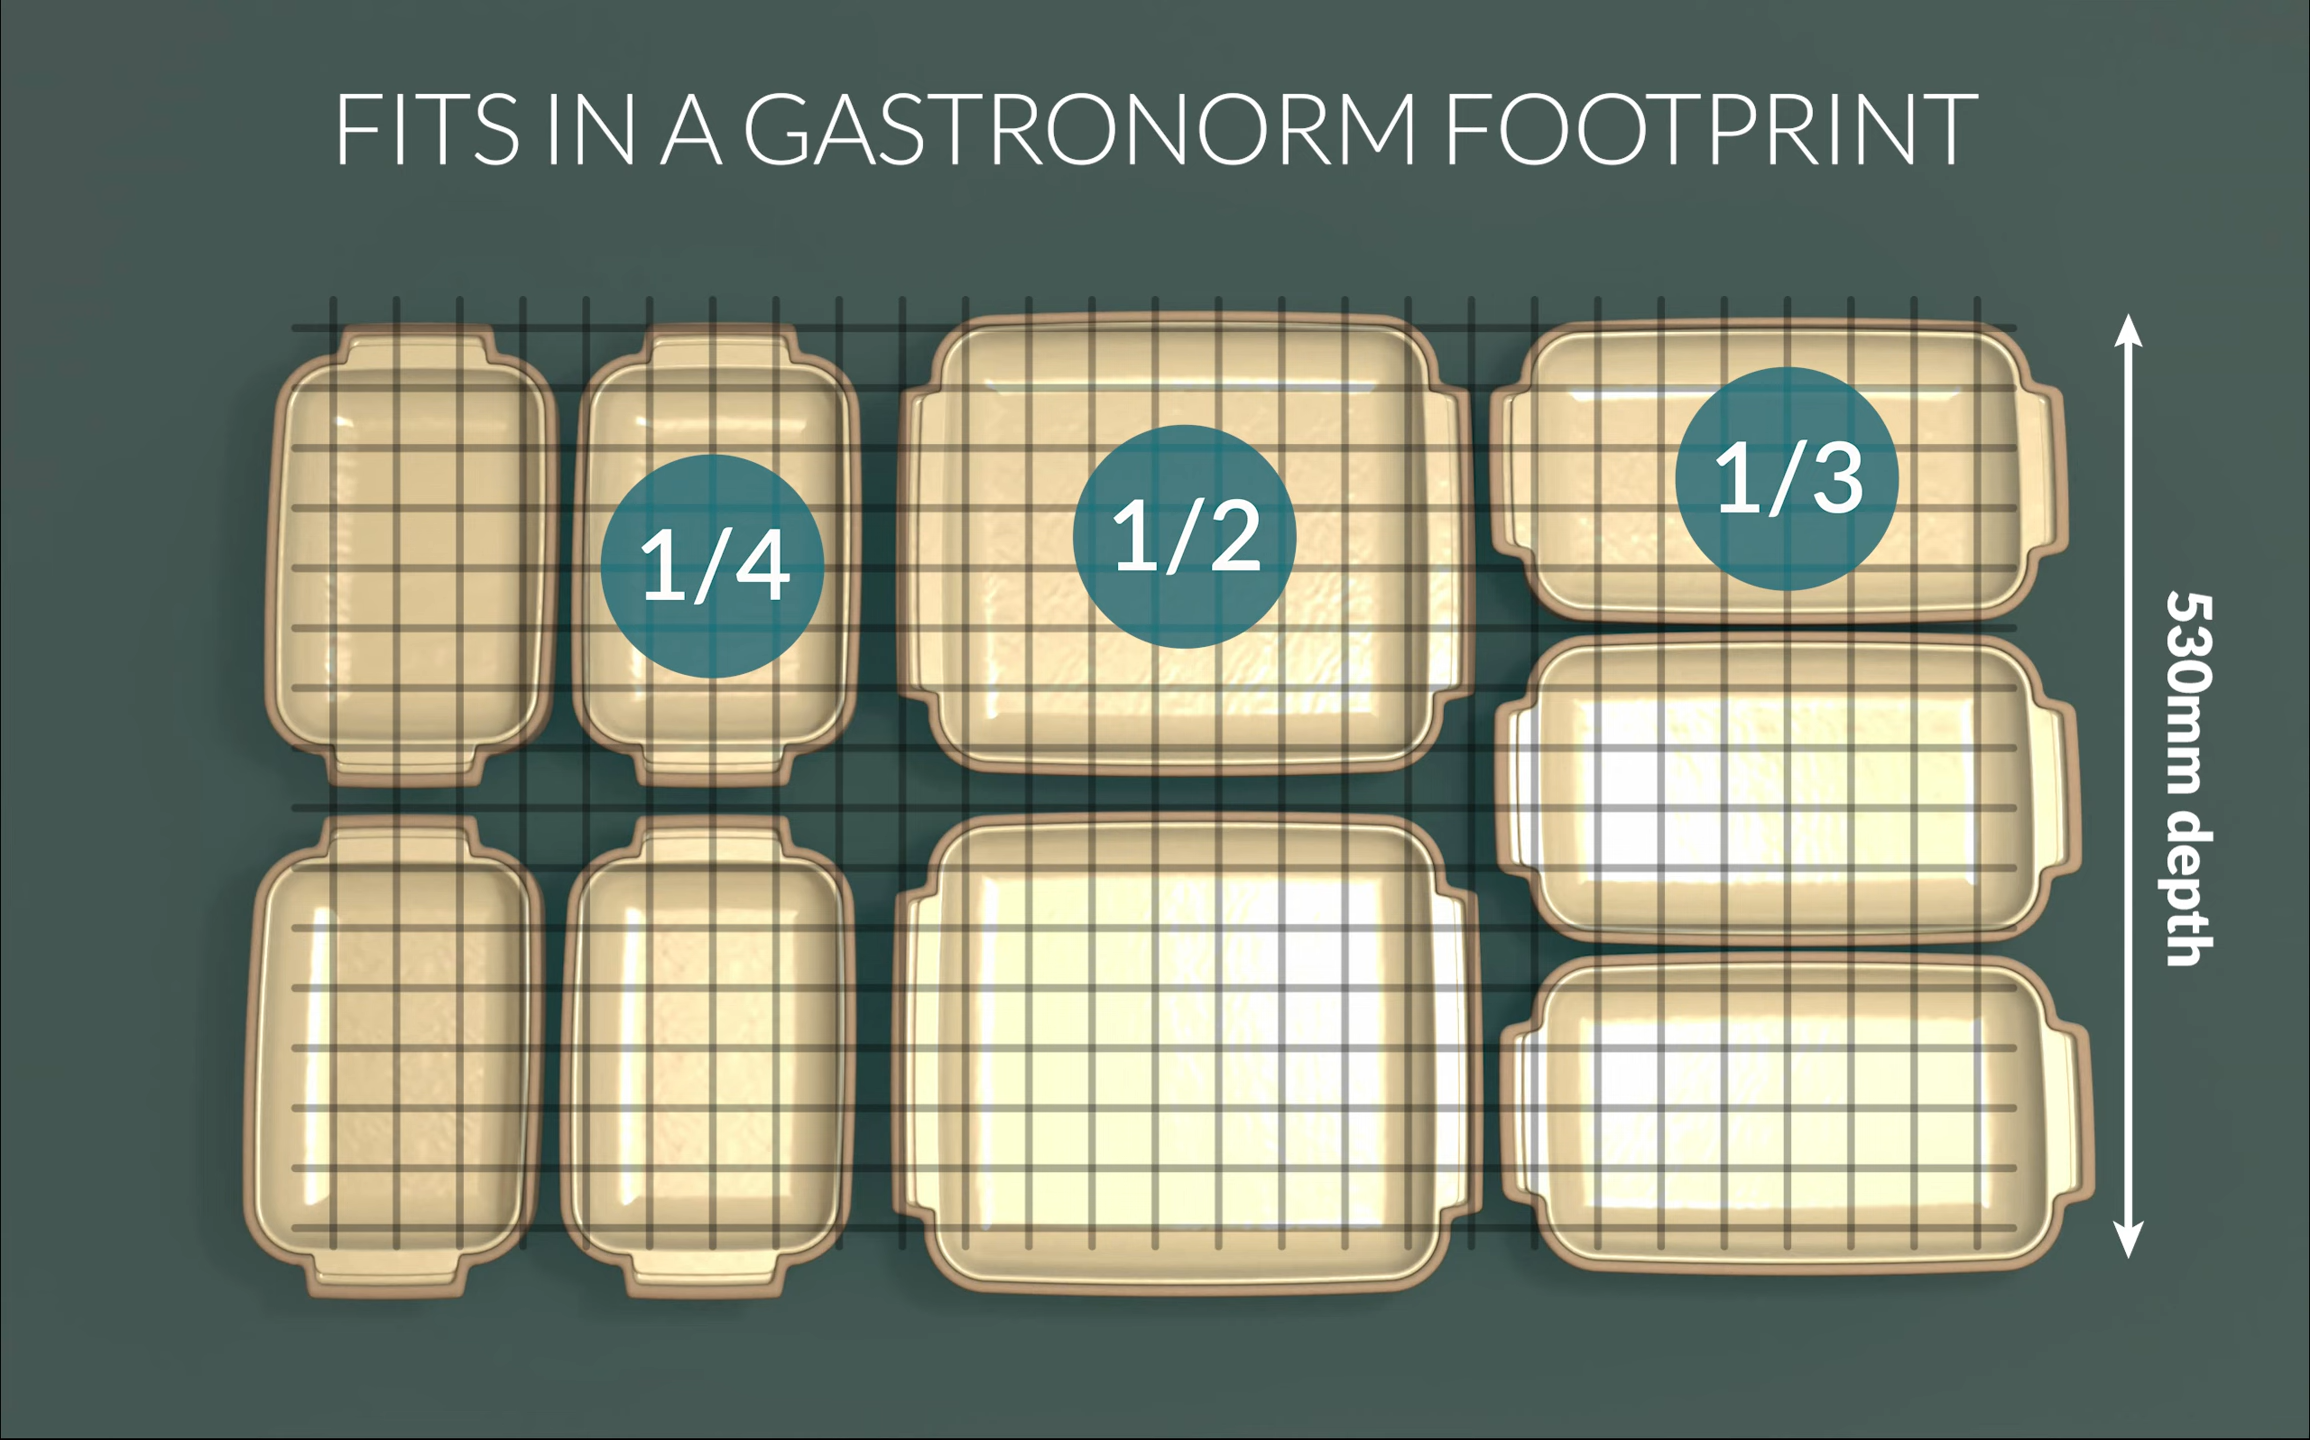 FITS IN A GASTRONORM FOOTPRINT
1/4
1/2
1/3
530mm depth